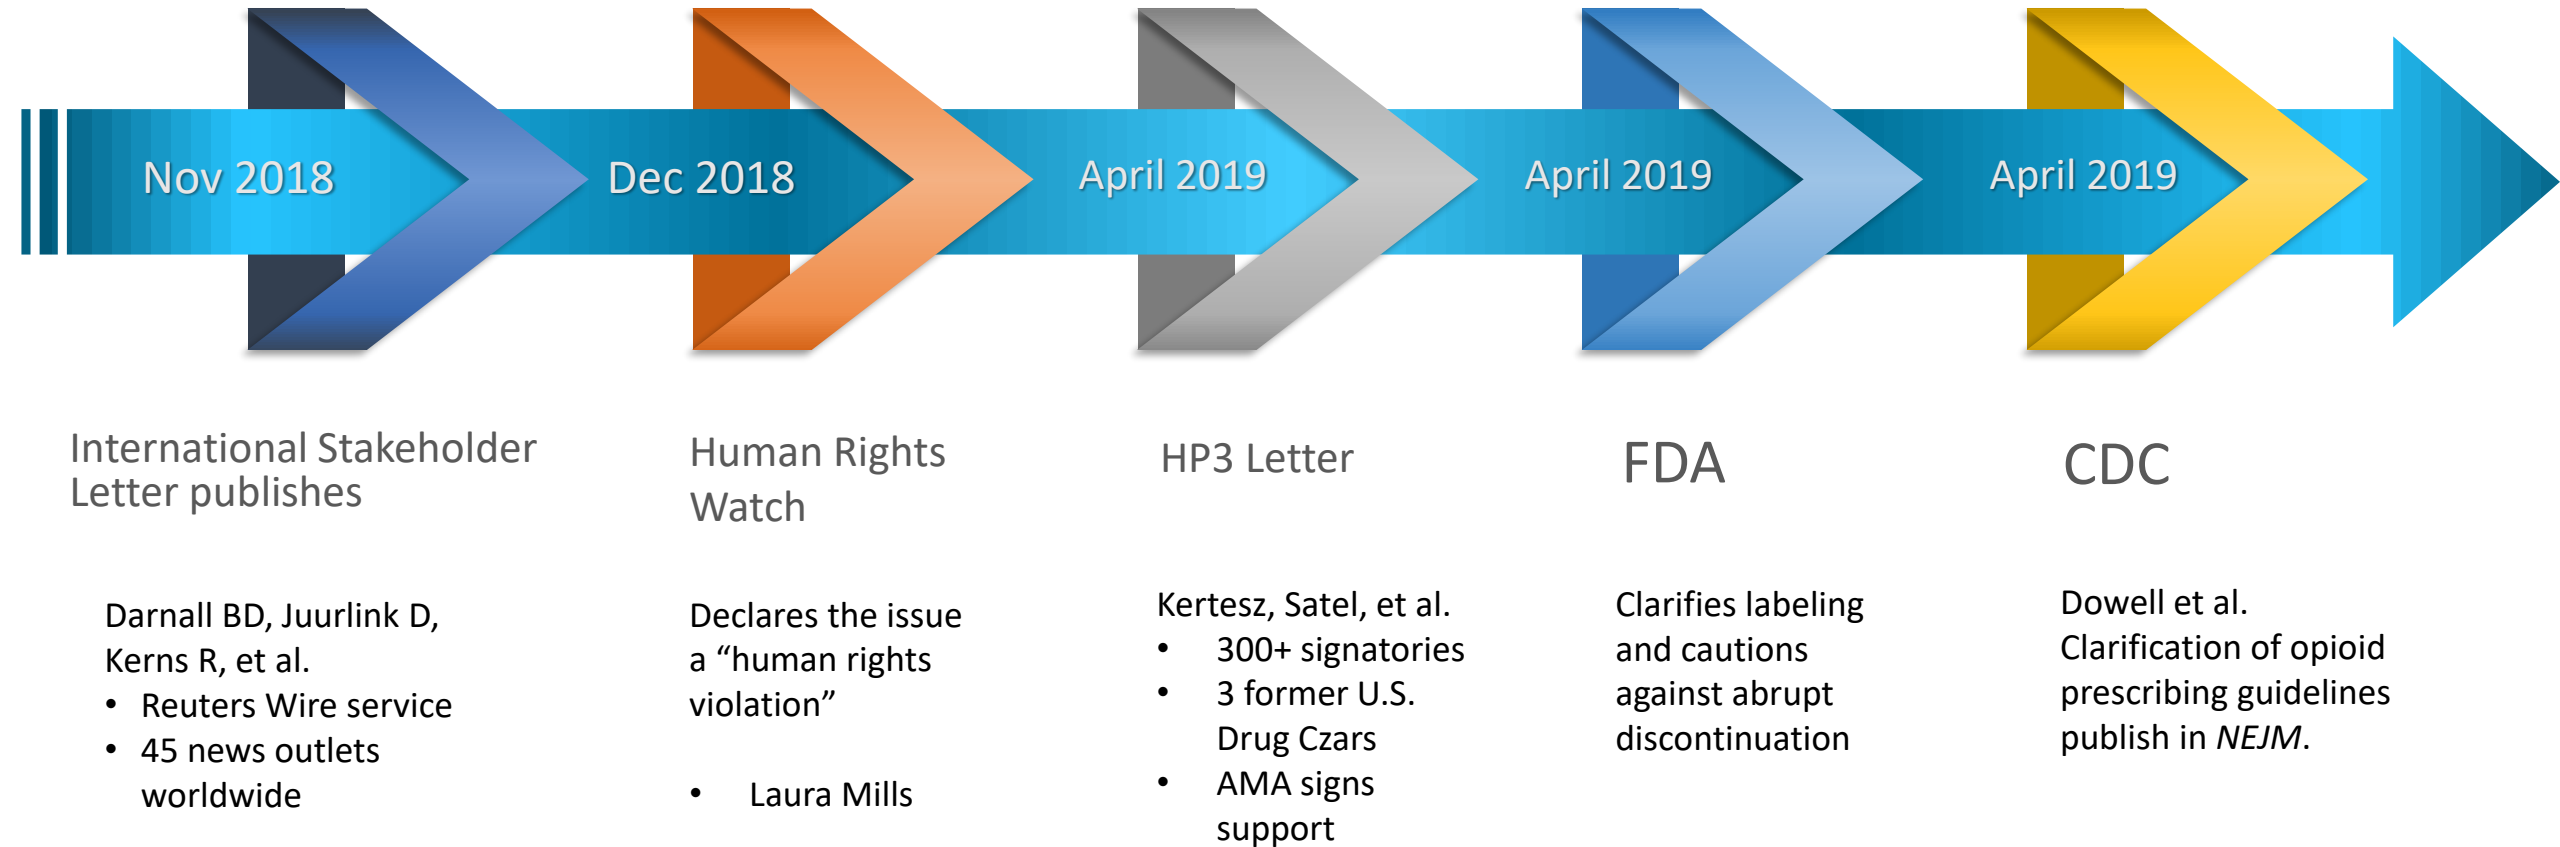 Nov 2018
Dec 2018
April 2019
April 2019
April 2019
International Stakeholder
Letter publishes
Darnall BD, Juurlink D,
Kerns R, et al.
• Reuters Wire service
• 45 news outlets
worldwide
Human Rights
Watch
Declares the issue
a “human rights
violation”
• Laura Mills
HP3 Letter
Kertesz, Satel, et al.
• 300+ signatories
• 3 former U.S.
Drug Czars
• AMA signs
support
FDA
Clarifies labeling
and cautions
against abrupt
discontinuation
CDC
Dowell et al.
Clarification of opioid
prescribing guidelines
publish in NEJM.